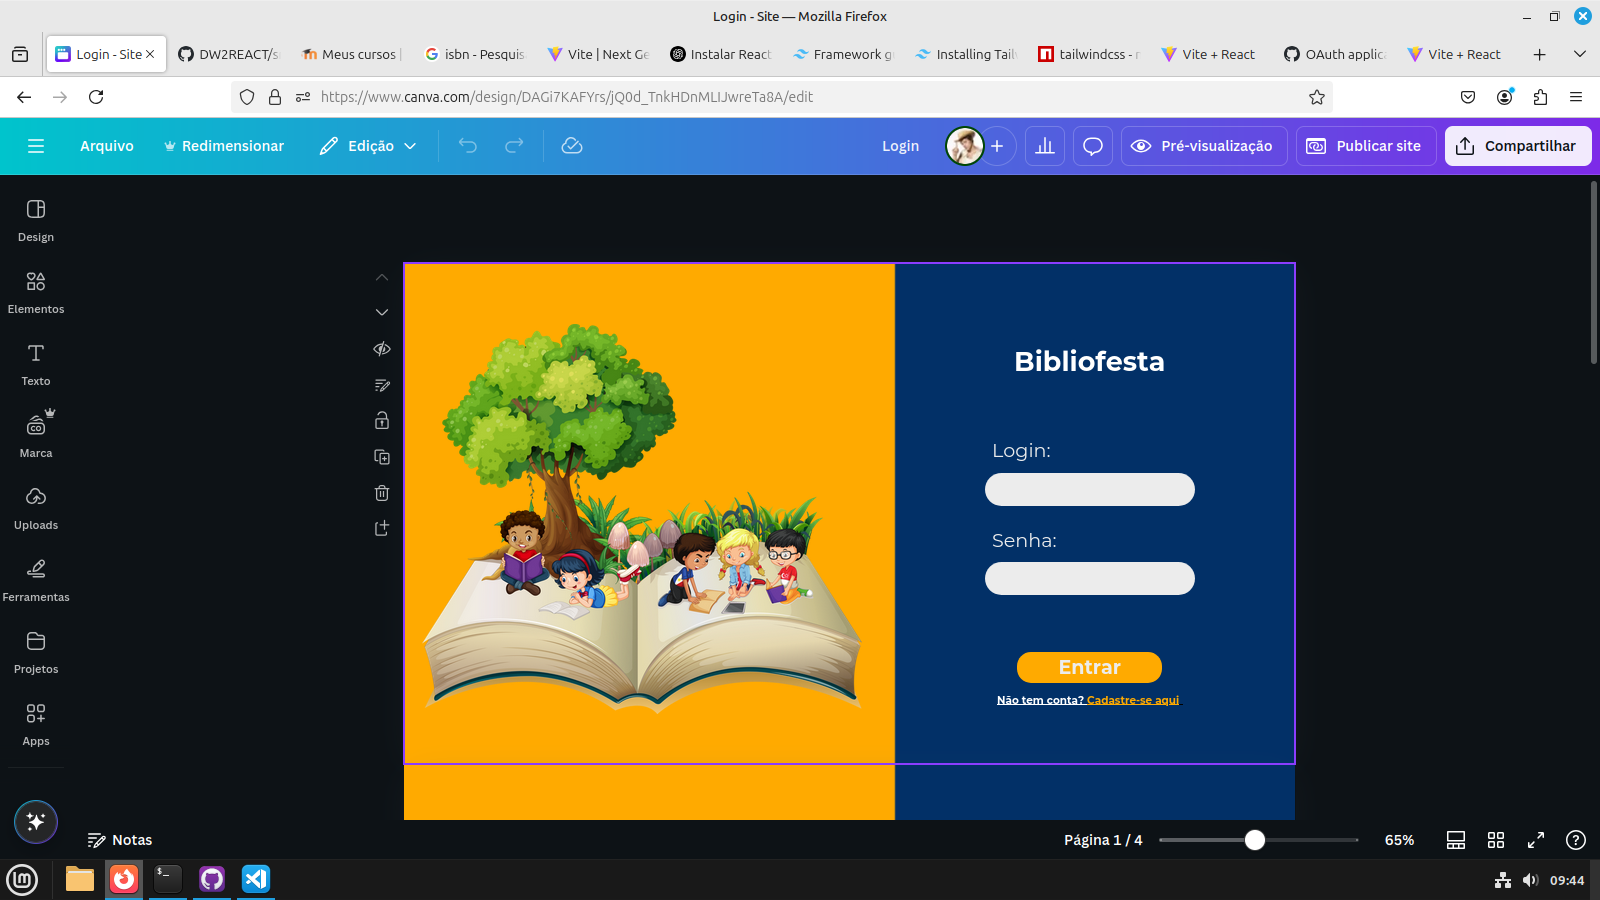 Login - Site — Mozilla Firefox
Login - Site
DW2REACT/s
Meus cursos |
isbn - Pesquis
Vite | Next Ge
Instalar React
Framework g
Installing Tail
tailwindcss - n
Vite + React
OAuth applic
Vite + React
https://www.canva.com/design/DAGi7KAFYrs/jQ0d_TnkHDnMLIJwreTa8A/edit
Arquivo
Redimensionar
Edição
Login
Pré-visualização
Publicar site
Compartilhar
Design
Elementos
Texto
Marca
Uploads
Ferramentas
Projetos
Apps
Bibliofesta
Login:
Senha:
Entrar
Não tem conta? Cadastre-se aqui
Notas
Página 1 / 4
65%
09:44